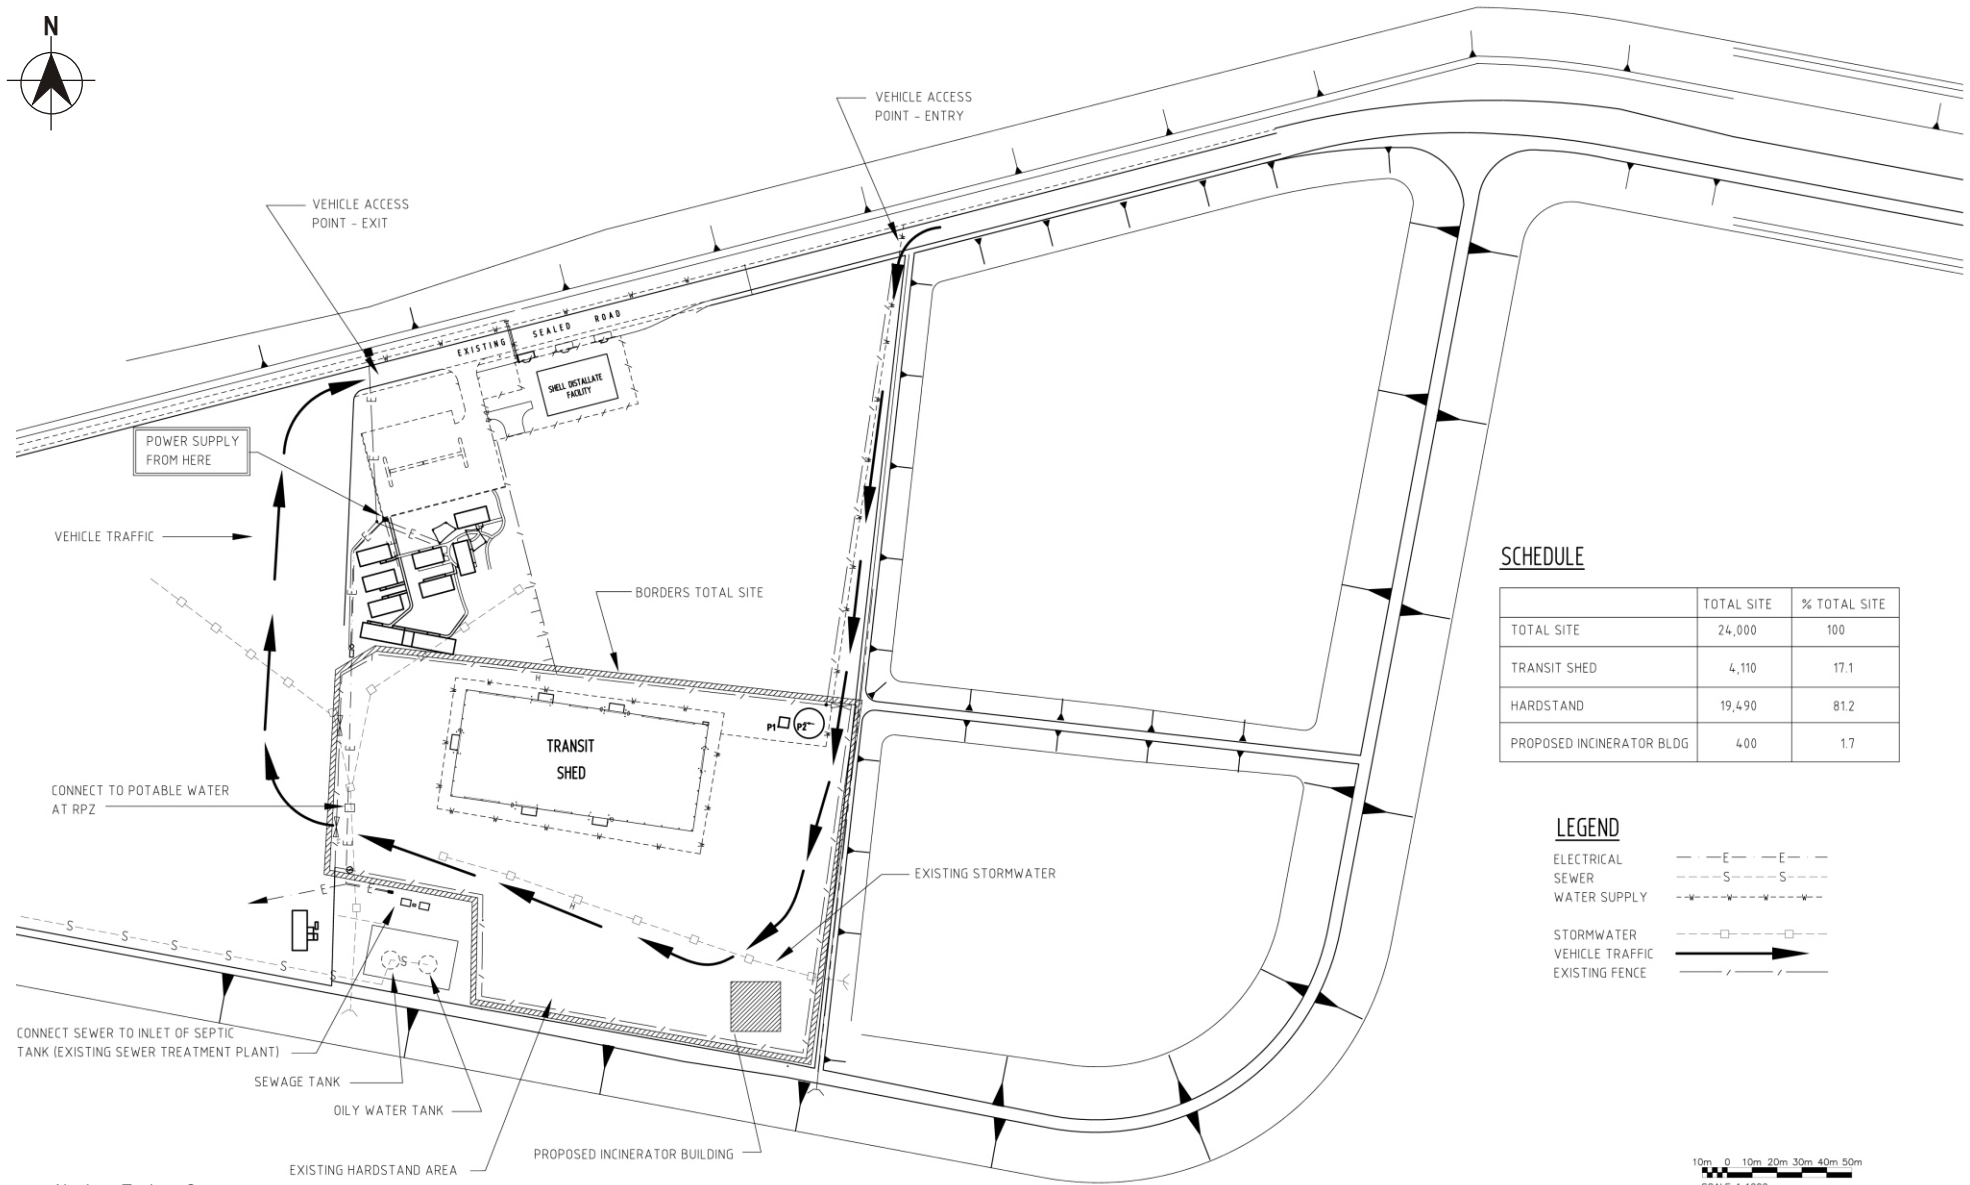 N
VEHICLE ACCESS
POINT - ENTRY
VEHICLE ACCESS
POINT - EXIT
EXISTING SEALED ROAD
SHELL DISTALLATE
FACILITY
POWER SUPPLY
FROM HERE
VEHICLE TRAFFIC
BORDERS TOTAL SITE
P1
P2
TRANSIT
SHED
CONNECT TO POTABLE WATER
AT RPZ
EXISTING STORMWATER
CONNECT SEWER TO INLET OF SEPTIC
TANK (EXISTING SEWER TREATMENT PLANT)
SEWAGE TANK
OILY WATER TANK
EXISTING HARDSTAND AREA
PROPOSED INCINERATOR BUILDING
SCHEDULE
TOTAL SITE % TOTAL SITE
TOTAL SITE 24,000 100
TRANSIT SHED 4,110 17.1
HARDSTAND 19,490 81.2
PROPOSED INCINERATOR BLDG 400 1.7
LEGEND
ELECTRICAL E E
SEWER S S
WATER SUPPLY W W W W
STORMWATER
VEHICLE TRAFFIC
EXISTING FENCE
10m 0 10m 20m 30m 40m 50m